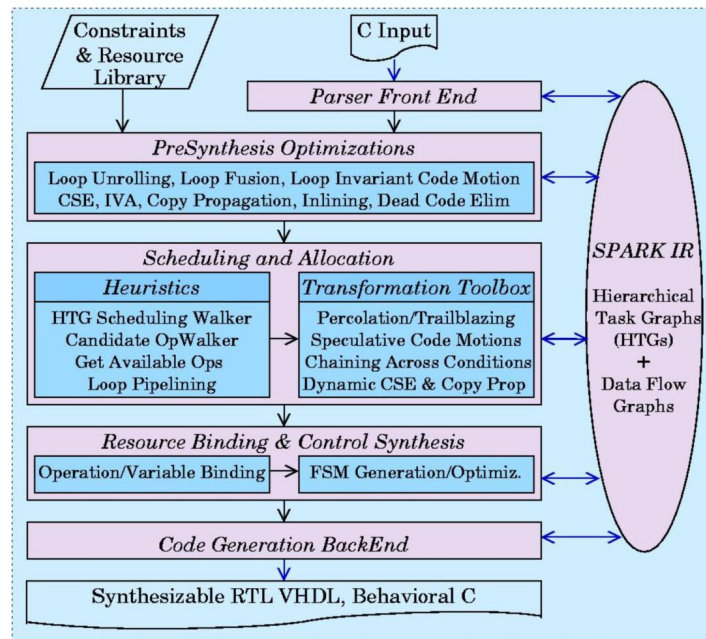 Constraints
& Resource
Library
C Input
Parser Front End
PreSynthesis Optimizations
Loop Unrolling, Loop Fusion, Loop Invariant Code Motion
CSE, IVA, Copy Propagation, Inlining, Dead Code Elim
Scheduling and Allocation
Heuristics
HTG Scheduling Walker
Candidate OpWalker
Get Available Ops
Loop Pipelining
Transformation Toolbox
Percolation/Trailblazing
Speculative Code Motions
Chaining Across Conditions
Dynamic CSE & Copy Prop
Resource Binding & Control Synthesis
Operation/Variable Binding
FSM Generation/Optimiz.
Code Generation BackEnd
Synthesizable RTL VHDL, Behavioral C
SPARK IR
Hierarchical
Task Graphs
(HTGs)
+
Data Flow
Graphs